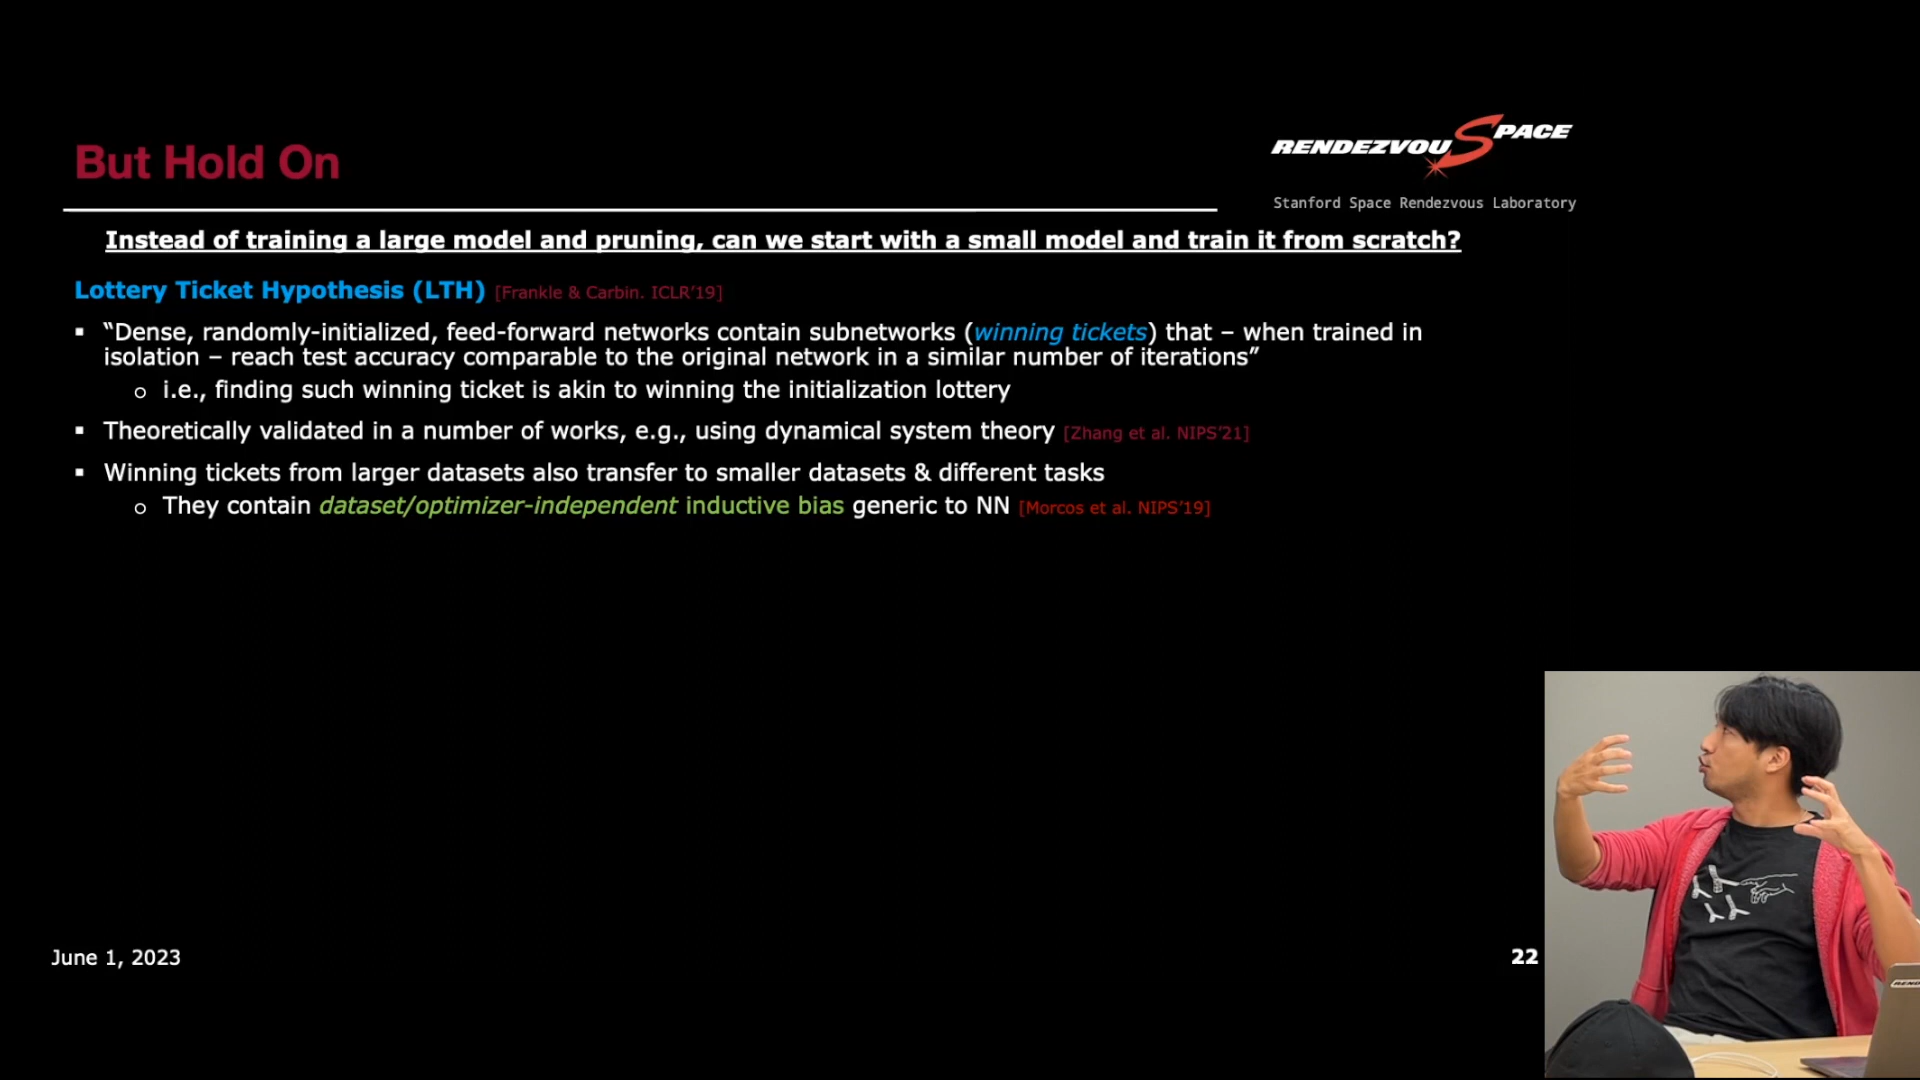 But Hold On
RENDEZVOUSPACE
Stanford Space Rendezvous Laboratory
Instead of training a large model and pruning, can we start with a small model and train it from scratch?
Lottery Ticket Hypothesis (LTH) [Frankle & Carbin. ICLR’19]
▪ “Dense, randomly-initialized, feed-forward networks contain subnetworks (winning tickets) that – when trained in
isolation – reach test accuracy comparable to the original network in a similar number of iterations”
o i.e., finding such winning ticket is akin to winning the initialization lottery
▪ Theoretically validated in a number of works, e.g., using dynamical system theory [Zhang et al. NIPS’21]
▪ Winning tickets from larger datasets also transfer to smaller datasets & different tasks
o They contain dataset/optimizer-independent inductive bias generic to NN [Morcos et al. NIPS’19]
June 1, 2023
22